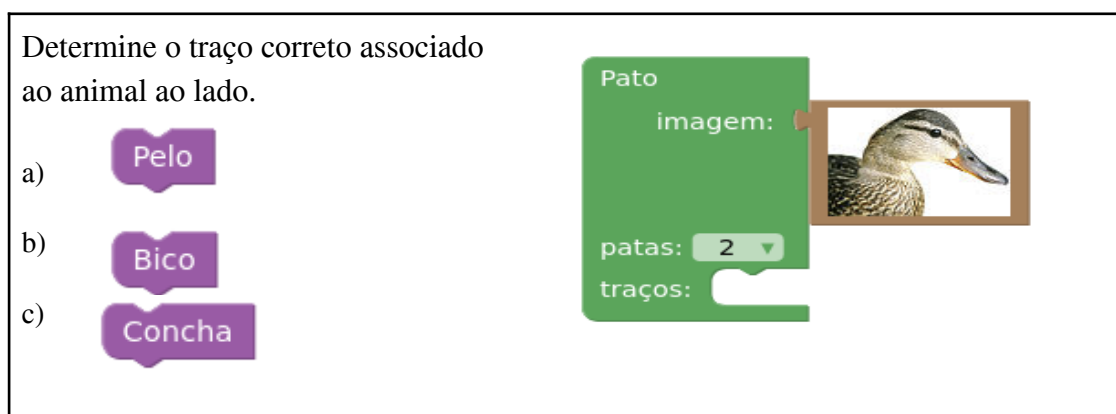 Determine o traço correto associado
ao animal ao lado.
a) Pelo
b) Bico
c) Concha
Pato
imagem:
patas: 2
traços: